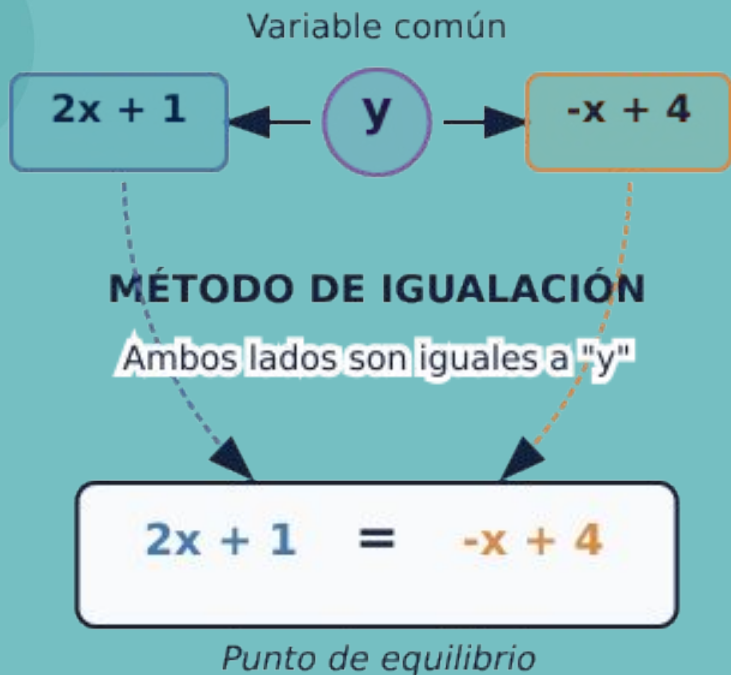 Variable común
2x + 1
y
-x + 4
MÉTODO DE IGUALACIÓN
Ambos lados son iguales a "y"
2x + 1 = -x + 4
Punto de equilibrio